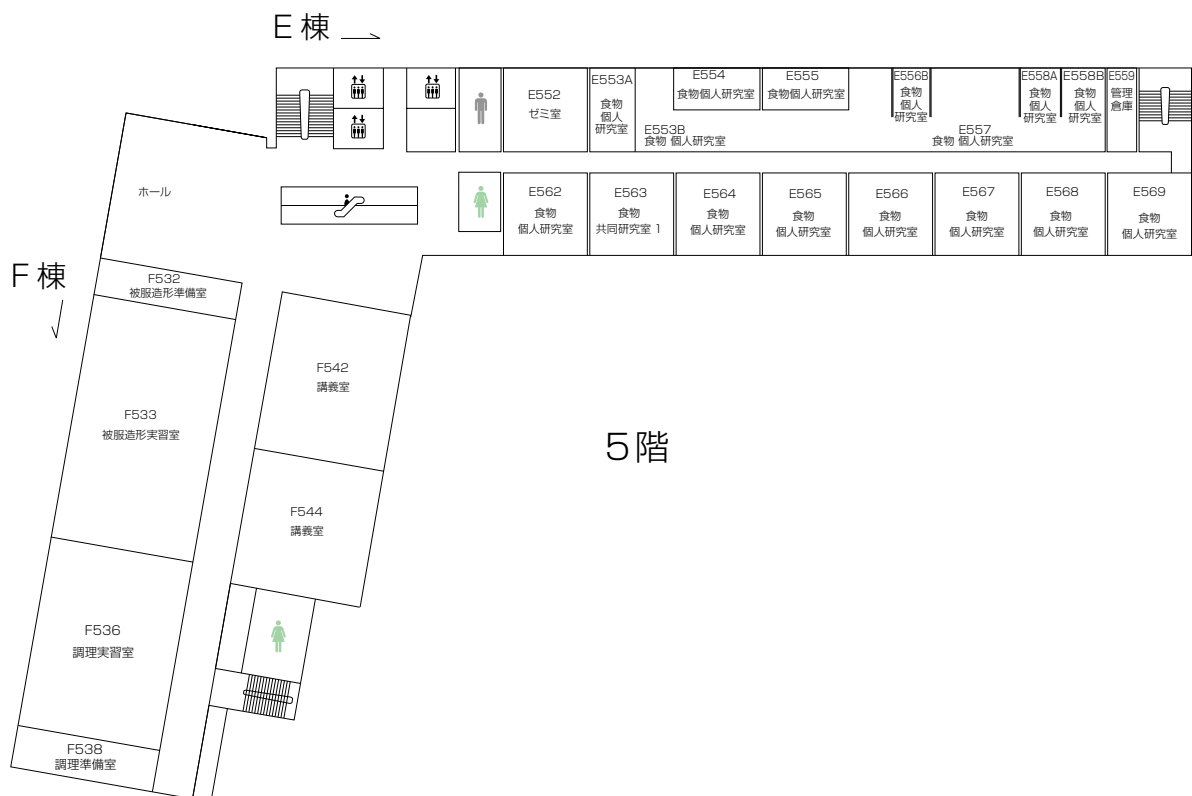 E棟
E552
ゼミ室
E553A
食物
個人
研究室
E553B
食物 個人研究室
E554
食物個人研究室
E555
食物個人研究室
E556B
食物
個人
研究室
E557
食物 個人研究室
E558A
食物
個人
研究室
E558B
食物
個人
研究室
E559
管理
倉庫
ホール
E562
食物
個人研究室
E563
食物
共同研究室 1
E564
食物
個人研究室
E565
食物
個人研究室
E566
食物
個人研究室
E567
食物
個人研究室
E568
食物
個人研究室
E569
食物
個人研究室
F棟
F532
被服造形準備室
F533
被服造形実習室
F542
講義室
5階
F544
講義室
F536
調理実習室
F538
調理準備室